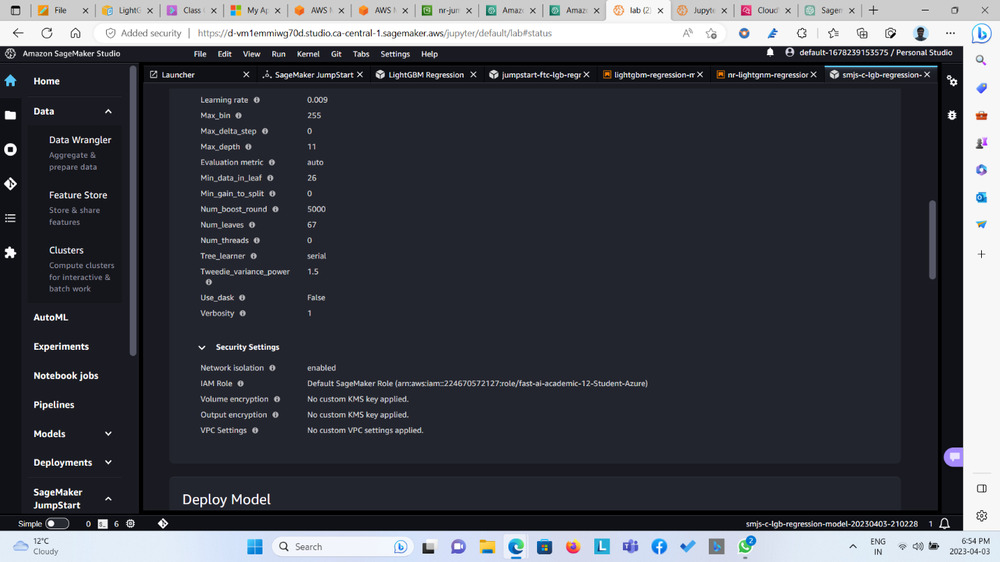 File
LightG
Class
My Ap
AWS M
AWS M
nr-jum
Amazo
Amazo
lab (2)
Jupyte
Cloud
Sagem
Added security
https://d-vm1emmiwg70d.studio.ca-central-1.sagemaker.aws/jupyter/default/lab#status
Amazon SageMaker Studio
File Edit View Run Kernel Git Tabs Settings Help
default-1678239153575 / Personal Studio
Launcher
SageMaker JumpStart
LightGBM Regression
jumpstart-ftc-lgb-regr
lightgbm-regression-m
nr-lightgnm-regression
smjs-c-lgb-regression-
Home
Data
Data Wrangler
Aggregate &
prepare data
Feature Store
Store & share
features
Clusters
Compute clusters
for interactive &
batch work
AutoML
Experiments
Notebook jobs
Pipelines
Models
Deployments
SageMaker
JumpStart
Learning rate 0.009
Max_bin 255
Max_delta_step 0
Max_depth 11
Evaluation metric auto
Min_data_in_leaf 26
Min_gain_to_split 0
Num_boost_round 5000
Num_leaves 67
Num_threads 0
Tree_learner serial
Tweedie_variance_power 1.5
Use_dask False
Verbosity 1
Security Settings
Network isolation enabled
IAM Role Default SageMaker Role (arn:aws:iam::224670572127:role/fast-ai-academic-12-Student-Azure)
Volume encryption No custom KMS key applied.
Output encryption No custom KMS key applied.
VPC Settings No custom VPC settings applied.
Deploy Model
Simple 0 $_ 6
smjs-c-lgb-regression-model-20230403-210228 1
12°C
Cloudy
Search
2
ENG
IN
6:54 PM
2023-04-03